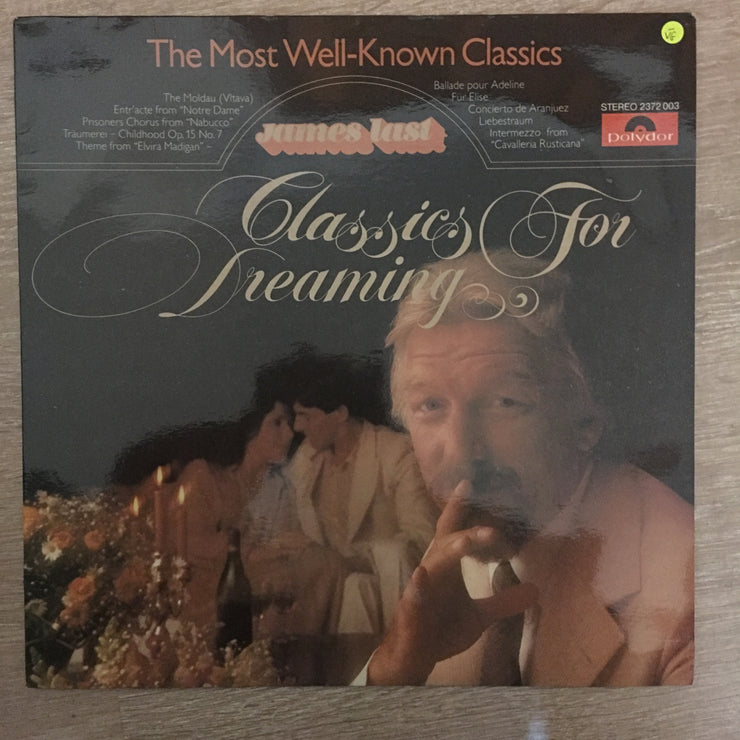 The Most Well-Known Classics
The Moldau (Vltava)
Entr'acte from "Notre Dame"
Prisoners Chorus from "Nabucco"
Träumerei – Childhood Op. 15 No. 7
Theme from "Elvira Madigan" –
Ballade pour Adeline
Für Elise
Concierto de Aranjuez
Liebestraum
Intermezzo from
"Cavalleria Rusticana"
STEREO 2372 003
Polydor
james last
Classics For
Dreaming